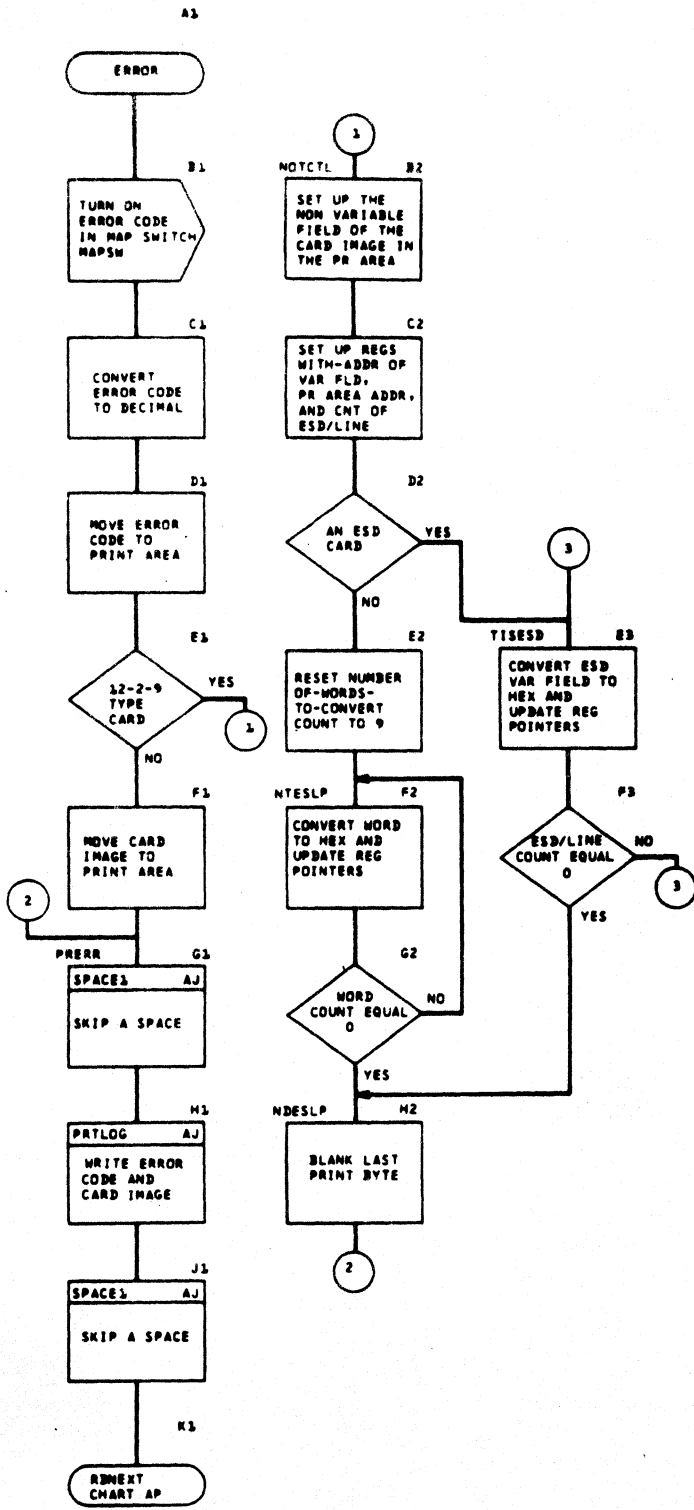 A1
ERROR
B1
TURN ON
ERROR CODE
IN MAP SWITCH
MAPSW
C1
CONVERT
ERROR CODE
TO DECIMAL
D1
MOVE ERROR
CODE TO
PRINT AREA
E1
12-2-9
TYPE
CARD
YES
1
NO
F1
MOVE CARD
IMAGE TO
PRINT AREA
2
PRERR
G1
SPACE1 AJ
SKIP A SPACE
H1
PRTLOG AJ
WRITE ERROR
CODE AND
CARD IMAGE
J1
SPACE1 AJ
SKIP A SPACE
K1
RDNEXT
CHART AP
1
NOTCTL
B2
SET UP THE
NON VARIABLE
FIELD OF THE
CARD IMAGE IN
THE PR AREA
C2
SET UP REGS
WITH-ADDR OF
VAR FLD,
PR AREA ADDR,
AND CNT OF
ESD/LINE
D2
AN ESD
CARD
YES
NO
E2
RESET NUMBER
OF-WORDS-
TO-CONVERT
COUNT TO 9
NTESLP
F2
CONVERT WORD
TO HEX AND
UPDATE REG
POINTERS
G2
WORD
COUNT EQUAL
0
NO
YES
NDESLP
H2
BLANK LAST
PRINT BYTE
2
3
TISESD
E3
CONVERT ESD
VAR FIELD TO
HEX AND
UPDATE REG
POINTERS
F3
ESD/LINE
COUNT EQUAL
0
NO
3
YES